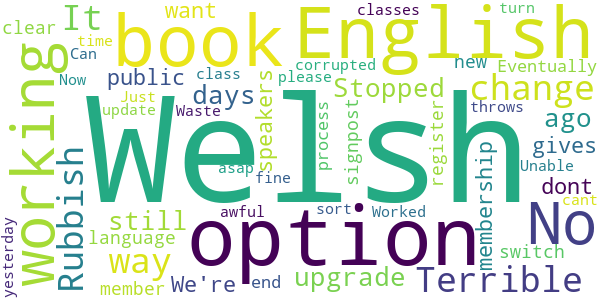 clear
It
want
book
classes
turn
English
time
Can
corrupted
new
Eventually
Now
public
class
please
Stopped
change
working
update
Just
days
speakers
Waste
throws
Welsh
process
signpost
register
ago
gives
Unable
Rubbish
asap
fine
dont
cant
yesterday
still
way
option
membership
No
language
member
awful
sort
Worked
switch
We're
end
upgrade
Terrible